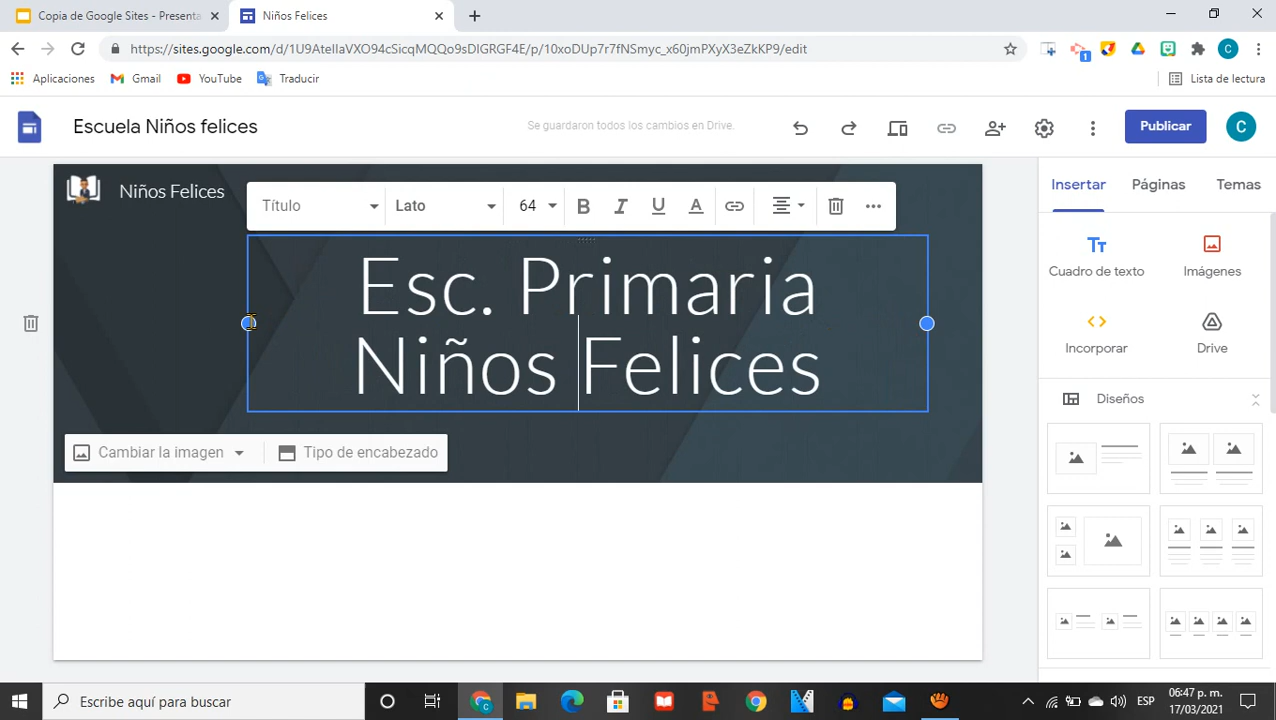 Copia de Google Sites - Presenta
Niños Felices
https://sites.google.com/d/1U9AtellaVXO94cSicqMQQo9sDlGRGF4E/p/10xoDUp7r7fNSmyc_x60jmPXyX3eZkKP9/edit
Aplicaciones
Gmail
YouTube
Traducir
Lista de lectura
Escuela Niños felices
Se guardaron todos los cambios en Drive.
Publicar
C
Niños Felices
Título
Lato
64
B
I
U
A
Esc. Primaria
Niños Felices
Cambiar la imagen
Tipo de encabezado
Insertar
Páginas
Temas
Cuadro de texto
Imágenes
Incorporar
Drive
Diseños
Escribe aquí para buscar
ESP
06:47 p. m.
17/03/2021